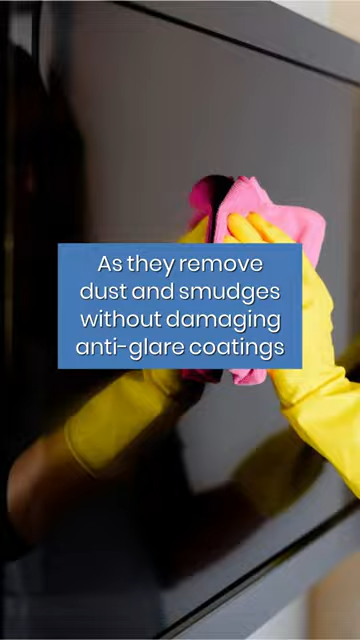 As they remove
dust and smudges
without damaging
anti-glare coatings